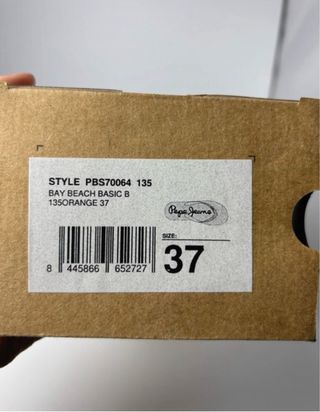 STYLE PBS70064 135
BAY BEACH BASIC B
135ORANGE 37
Pepe Jeans
SIZE:
37
8 445866 652727